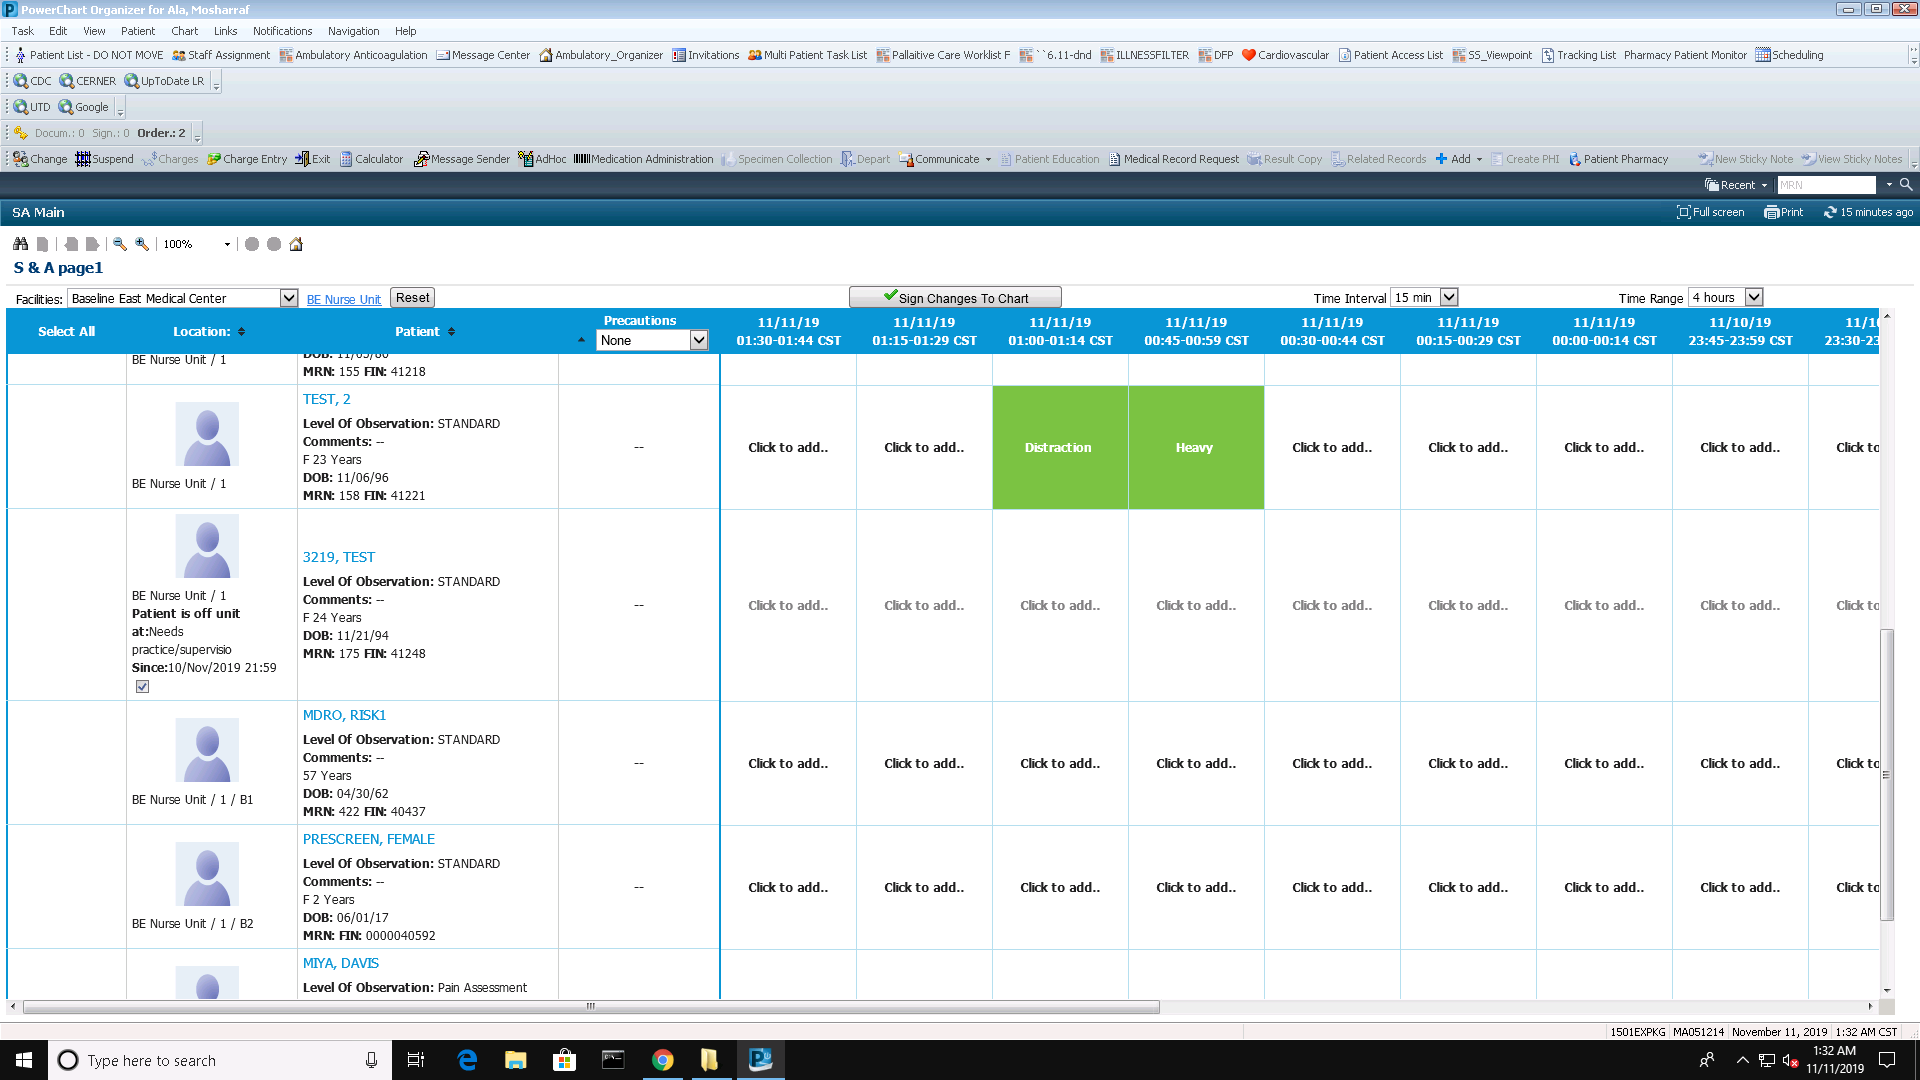 PowerChart Organizer for Ala, Mosharraf
Task Edit View Patient Chart Links Notifications Navigation Help
Patient List - DO NOT MOVE Staff Assignment Ambulatory Anticoagulation Message Center Ambulatory_Organizer Invitations Multi Patient Task List Pallaitive Care Worklist F ``6.11-dnd ILLNESSFILTER DFP Cardiovascular Patient Access List SS_Viewpoint Tracking List Pharmacy Patient Monitor Scheduling
CDC CERNER UpToDate LR
UTD Google
Docum.: 0 Sign.: 0 Order.: 2
Change Suspend Charges Charge Entry Exit Calculator Message Sender AdHoc Medication Administration Specimen Collection Depart Communicate Patient Education Medical Record Request Result Copy Related Records Add Create PHI Patient Pharmacy New Sticky Note View Sticky Notes
Recent MRN
SA Main Full screen Print 15 minutes ago
100%
S & A page1
Facilities: Baseline East Medical Center BE Nurse Unit Reset Sign Changes To Chart Time Interval 15 min Time Range 4 hours
Select All Location: Patient Precautions None
11/11/19 11/11/19 11/11/19 11/11/19 11/11/19 11/11/19 11/11/19 11/10/19 11/10
01:30-01:44 CST 01:15-01:29 CST 01:00-01:14 CST 00:45-00:59 CST 00:30-00:44 CST 00:15-00:29 CST 00:00-00:14 CST 23:45-23:59 CST 23:30-23
BE Nurse Unit / 1
MRN: 155 FIN: 41218
TEST, 2
Level Of Observation: STANDARD
Comments: --
F 23 Years
DOB: 11/06/96
MRN: 158 FIN: 41221
BE Nurse Unit / 1
-- Click to add.. Click to add.. Distraction Heavy Click to add.. Click to add.. Click to add.. Click to add.. Click to
3219, TEST
Level Of Observation: STANDARD
Comments: --
F 24 Years
DOB: 11/21/94
MRN: 175 FIN: 41248
BE Nurse Unit / 1
Patient is off unit
at:Needs
practice/supervisio
Since:10/Nov/2019 21:59
-- Click to add.. Click to add.. Click to add.. Click to add.. Click to add.. Click to add.. Click to add.. Click to add.. Click to
MDRO, RISK1
Level Of Observation: STANDARD
Comments: --
57 Years
DOB: 04/30/62
MRN: 422 FIN: 40437
BE Nurse Unit / 1 / B1
-- Click to add.. Click to add.. Click to add.. Click to add.. Click to add.. Click to add.. Click to add.. Click to add.. Click to
PRESCREEN, FEMALE
Level Of Observation: STANDARD
Comments: --
F 2 Years
DOB: 06/01/17
MRN: FIN: 0000040592
BE Nurse Unit / 1 / B2
-- Click to add.. Click to add.. Click to add.. Click to add.. Click to add.. Click to add.. Click to add.. Click to add.. Click to
MIYA, DAVIS
Level Of Observation: Pain Assessment
1501EXPKG MA051214 November 11, 2019 1:32 AM CST
Type here to search
1:32 AM
11/11/2019